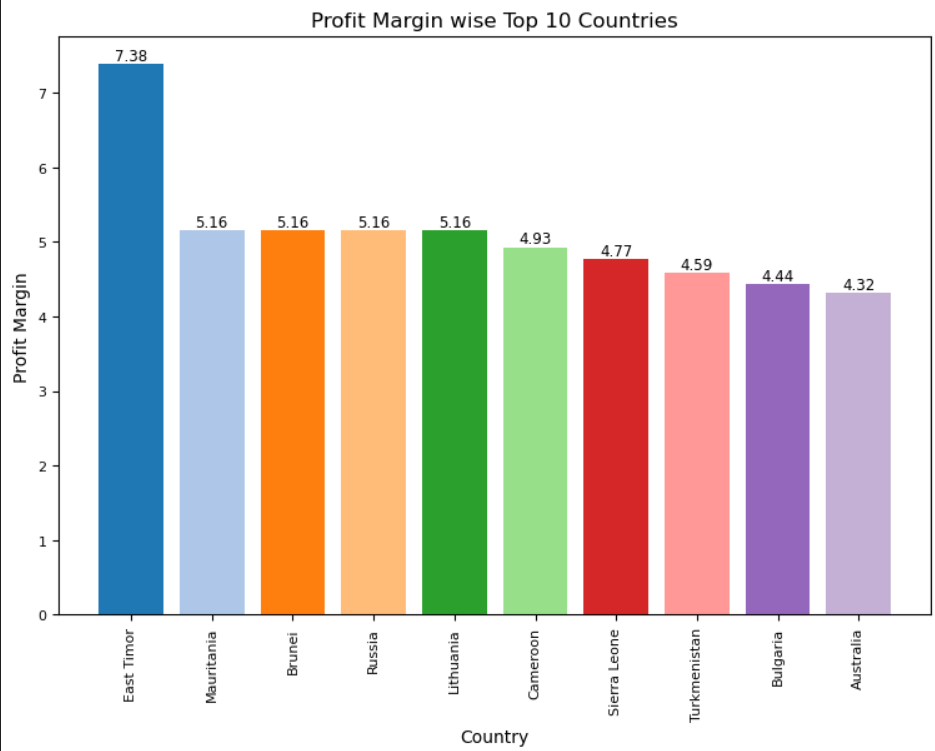 Profit Margin wise Top 10 Countries
7.38
5.16
5.16
5.16
5.16
4.93
4.77
4.59
4.44
4.32
7
6
5
4
3
2
1
0
Profit Margin
East Timor
Mauritania
Brunei
Russia
Lithuania
Cameroon
Sierra Leone
Turkmenistan
Bulgaria
Australia
Country